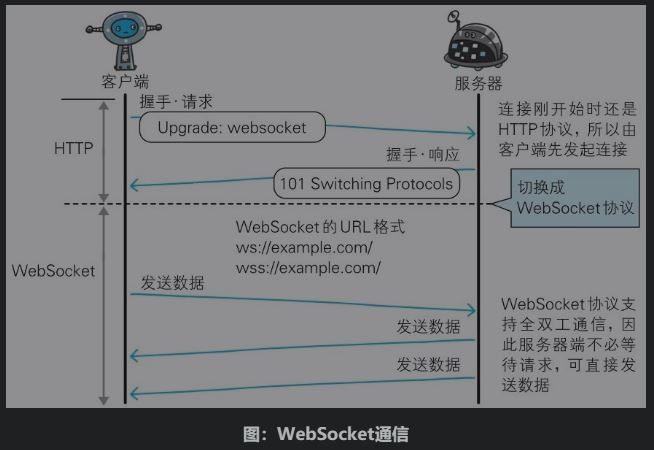 客户端
服务器
握手·请求
Upgrade: websocket
连接刚开始时还是
HTTP协议，所以由
客户端先发起连接
HTTP
握手·响应
101 Switching Protocols
切换成
WebSocket协议
WebSocket的URL格式
ws://example.com/
wss://example.com/
WebSocket
发送数据
发送数据
发送数据
WebSocket协议支
持全双工通信，因
此服务器端不必等
待请求，可直接发
送数据
图：WebSocket通信